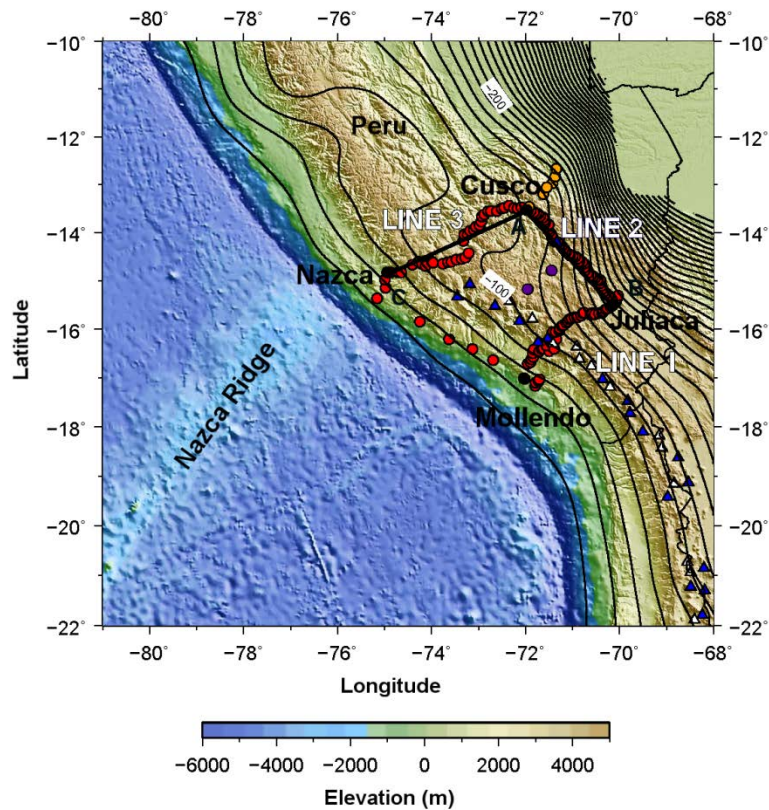 −80° −78° −76° −74° −72° −70° −68°
−10° −10°
−200
Peru
−12° −12°
Cusco
LINE 3 A LINE 2
−14° −14°
Nazca
−100
C B
Juliaca
−16° −16°
LINE 1
Mollendo
−18° −18°
Nazca Ridge
−20° −20°
−22° −22°
−80° −78° −76° −74° −72° −70° −68°
Latitude
Longitude
−6000 −4000 −2000 0 2000 4000
Elevation (m)